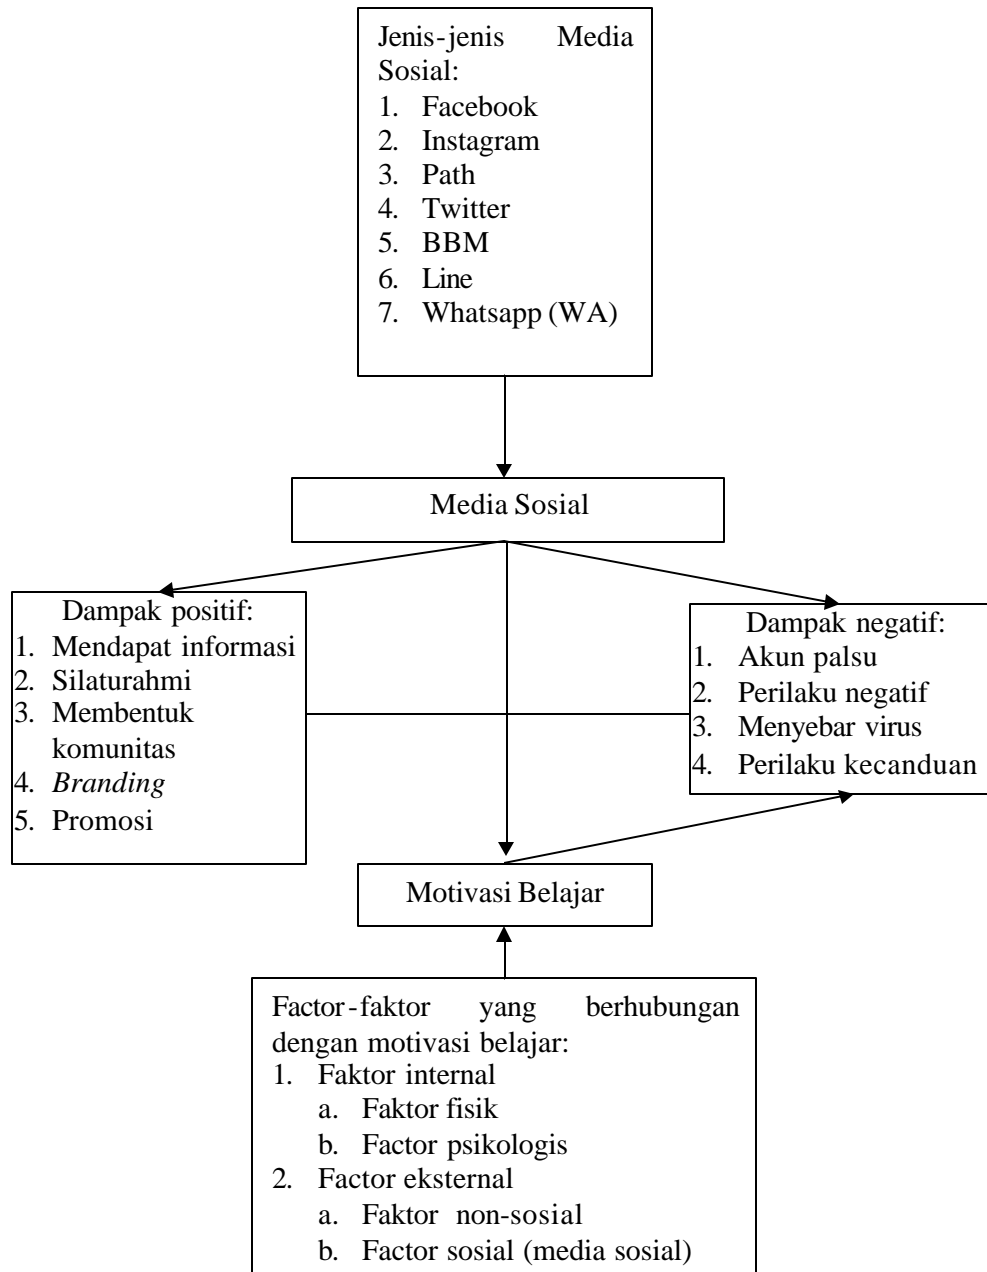 Jenis-jenis Media
Sosial:
1. Facebook
2. Instagram
3. Path
4. Twitter
5. BBM
6. Line
7. Whatsapp (WA)
Media Sosial
Dampak positif:
1. Mendapat informasi
2. Silaturahmi
3. Membentuk
komunitas
4. Branding
5. Promosi
Dampak negatif:
1. Akun palsu
2. Perilaku negatif
3. Menyebar virus
4. Perilaku kecanduan
Motivasi Belajar
Factor-faktor yang berhubungan
dengan motivasi belajar:
1. Faktor internal
a. Faktor fisik
b. Factor psikologis
2. Factor eksternal
a. Faktor non-sosial
b. Factor sosial (media sosial)